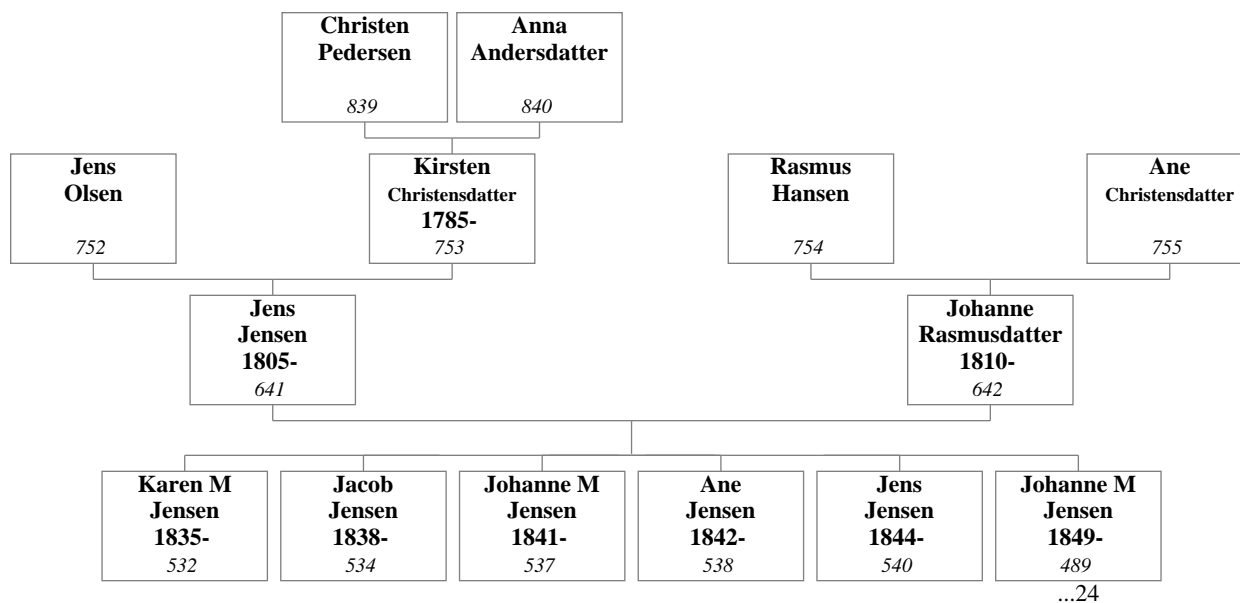 Christen
Pedersen
839
Anna
Andersdatter
840
Jens
Olsen
752
Kirsten
Christensdatter
1785-
753
Rasmus
Hansen
754
Ane
Christensdatter
755
Jens
Jensen
1805-
641
Johanne
Rasmusdatter
1810-
642
Karen M
Jensen
1835-
532
Jacob
Jensen
1838-
534
Johanne M
Jensen
1841-
537
Ane
Jensen
1842-
538
Jens
Jensen
1844-
540
Johanne M
Jensen
1849-
489
...24